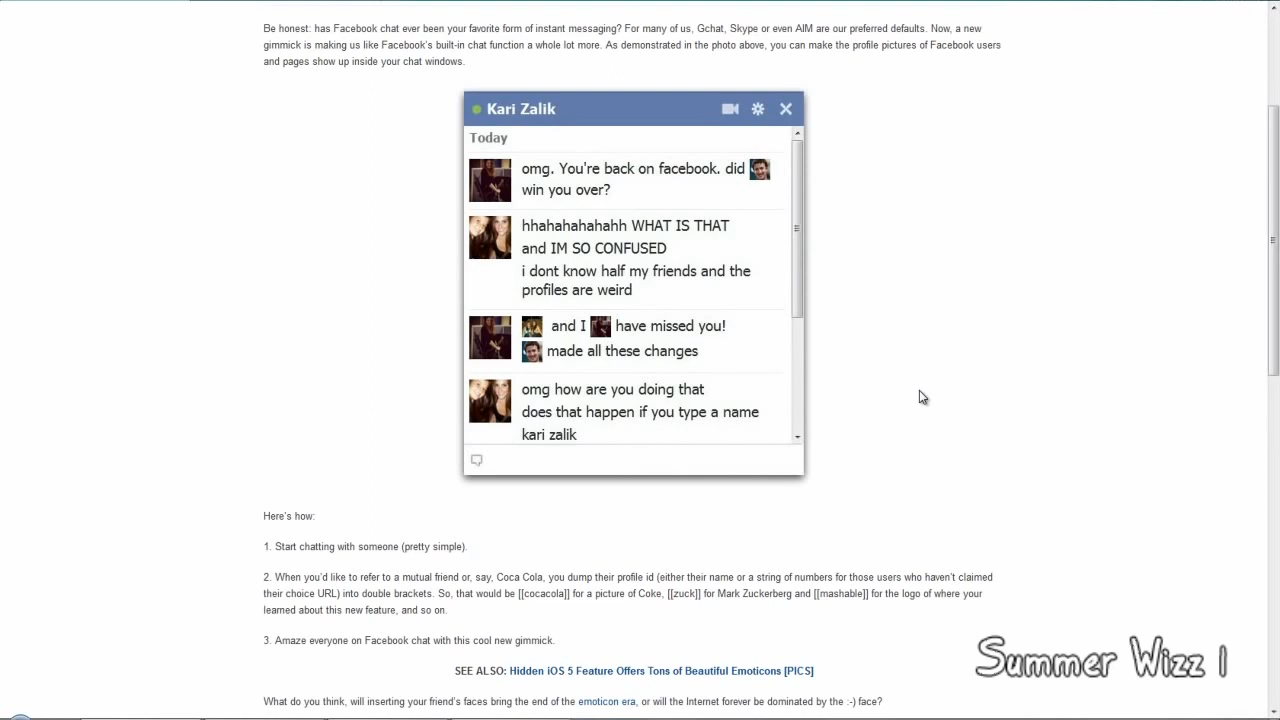 Be honest: has Facebook chat ever been your favorite form of instant messaging? For many of us, Gchat, Skype or even AIM are our preferred defaults. Now, a new
gimmick is making us like Facebook's built-in chat function a whole lot more. As demonstrated in the photo above, you can make the profile pictures of Facebook users
and pages show up inside your chat windows.
Kari Zalik
Today
omg. You're back on facebook. did
win you over?
hhahahahahahh WHAT IS THAT
and IM SO CONFUSED
i dont know half my friends and the
profiles are weird
and I have missed you!
made all these changes
omg how are you doing that
does that happen if you type a name
kari zalik
Here's how:
1. Start chatting with someone (pretty simple).
2. When you'd like to refer to a mutual friend or, say, Coca Cola, you dump their profile id (either their name or a string of numbers for those users who haven't claimed
their choice URL) into double brackets. So, that would be [[cocacola]] for a picture of Coke, [[zuck]] for Mark Zuckerberg and [[mashable]] for the logo of where your
learned about this new feature, and so on.
3. Amaze everyone on Facebook chat with this cool new gimmick.
SEE ALSO: Hidden iOS 5 Feature Offers Tons of Beautiful Emoticons [PICS]
What do you think, will inserting your friend's faces bring the end of the emoticon era, or will the Internet forever be dominated by the :-) face?
Summer Wizz 1